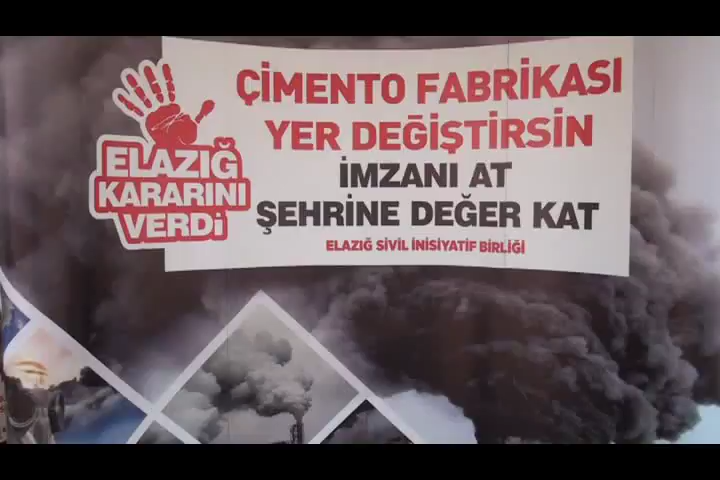 ÇİMENTO FABRİKASI
YER DEĞİŞTİRSİN
İMZANI AT
ŞEHRİNE DEĞER KAT
ELAZIĞ SİVİL İNİSİYATİF BİRLİĞİ
ELAZIĞ
KARARINI
VERDİ